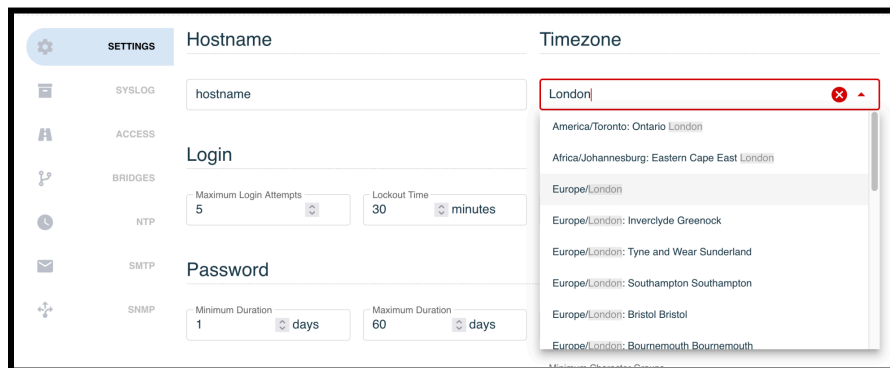 SETTINGS
SYSLOG
ACCESS
BRIDGES
NTP
SMTP
SNMP
Hostname
hostname
Login
Maximum Login Attempts
5
Lockout Time
30 minutes
Password
Minimum Duration
1 days
Maximum Duration
60 days
Timezone
London
America/Toronto: Ontario London
Africa/Johannesburg: Eastern Cape East London
Europe/London
Europe/London: Inverclyde Greenock
Europe/London: Tyne and Wear Sunderland
Europe/London: Southampton Southampton
Europe/London: Bristol Bristol
Europe/London: Bournemouth Bournemouth
Minimum Character Groups